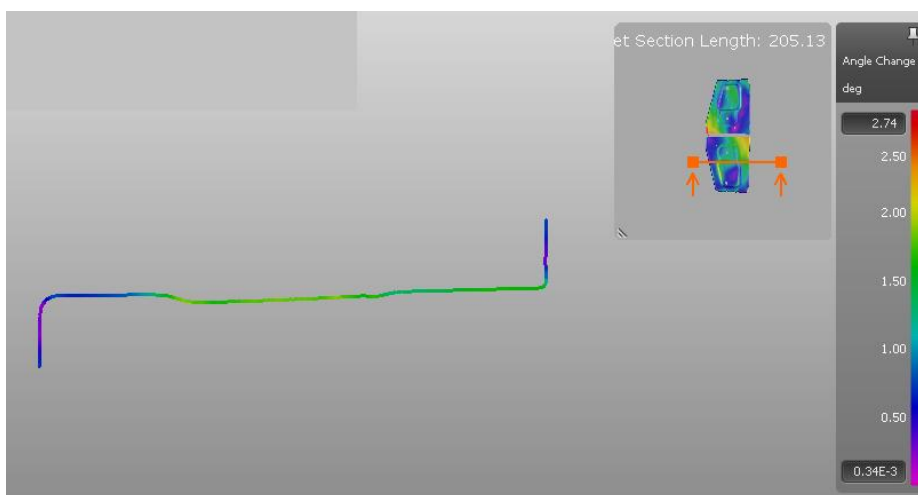 et Section Length: 205.13
Angle Change
deg
2.74
2.50
2.00
1.50
1.00
0.50
0.34E-3